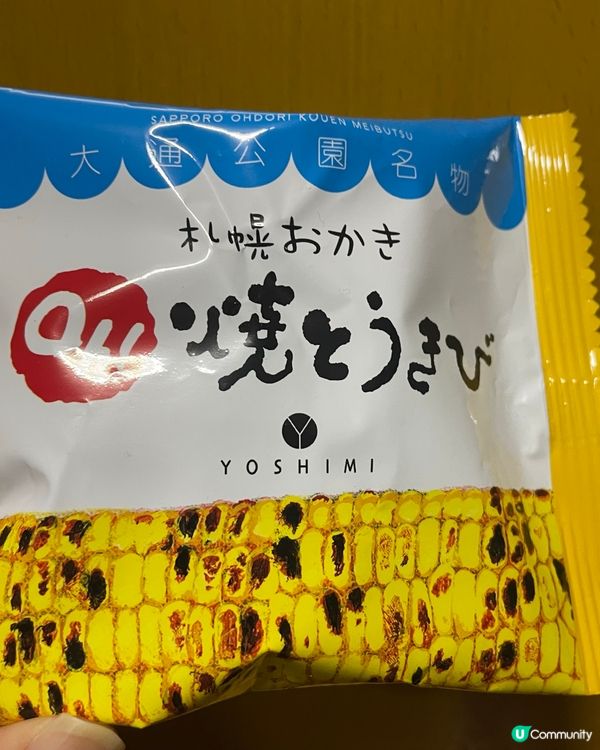 SAPPORO OHDORI KOUEN MEIBUTSU
大通公園名物
札幌おかき
Oh! 焼とうきび
YOSHIMI
U Community